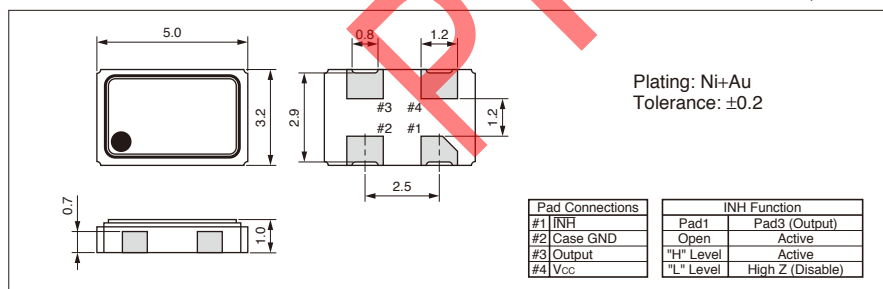 5.0
3.2
0.7
1.0
0.8
1.2
2.9
#3 #4
#2 #1
1.2
2.5
Plating: Ni+Au
Tolerance: ±0.2
Pad Connections
#1 INH
#2 Case GND
#3 Output
#4 Vcc
INH Function
Pad1 Pad3 (Output)
Open Active
"H" Level Active
"L" Level High Z (Disable)